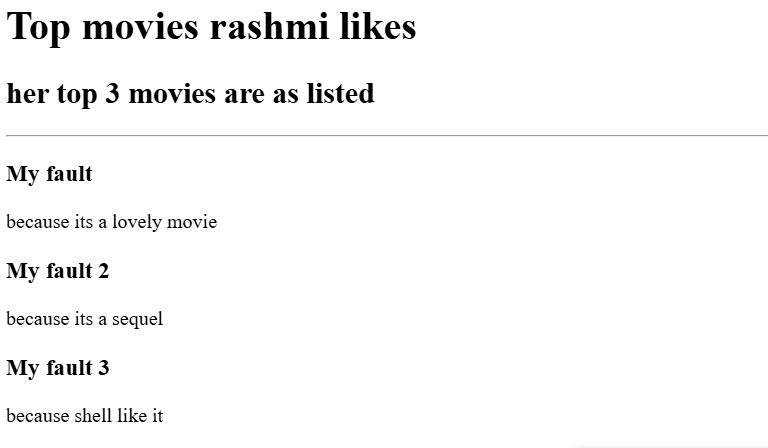 Top movies rashmi likes
her top 3 movies are as listed
My fault
because its a lovely movie
My fault 2
because its a sequel
My fault 3
because shell like it